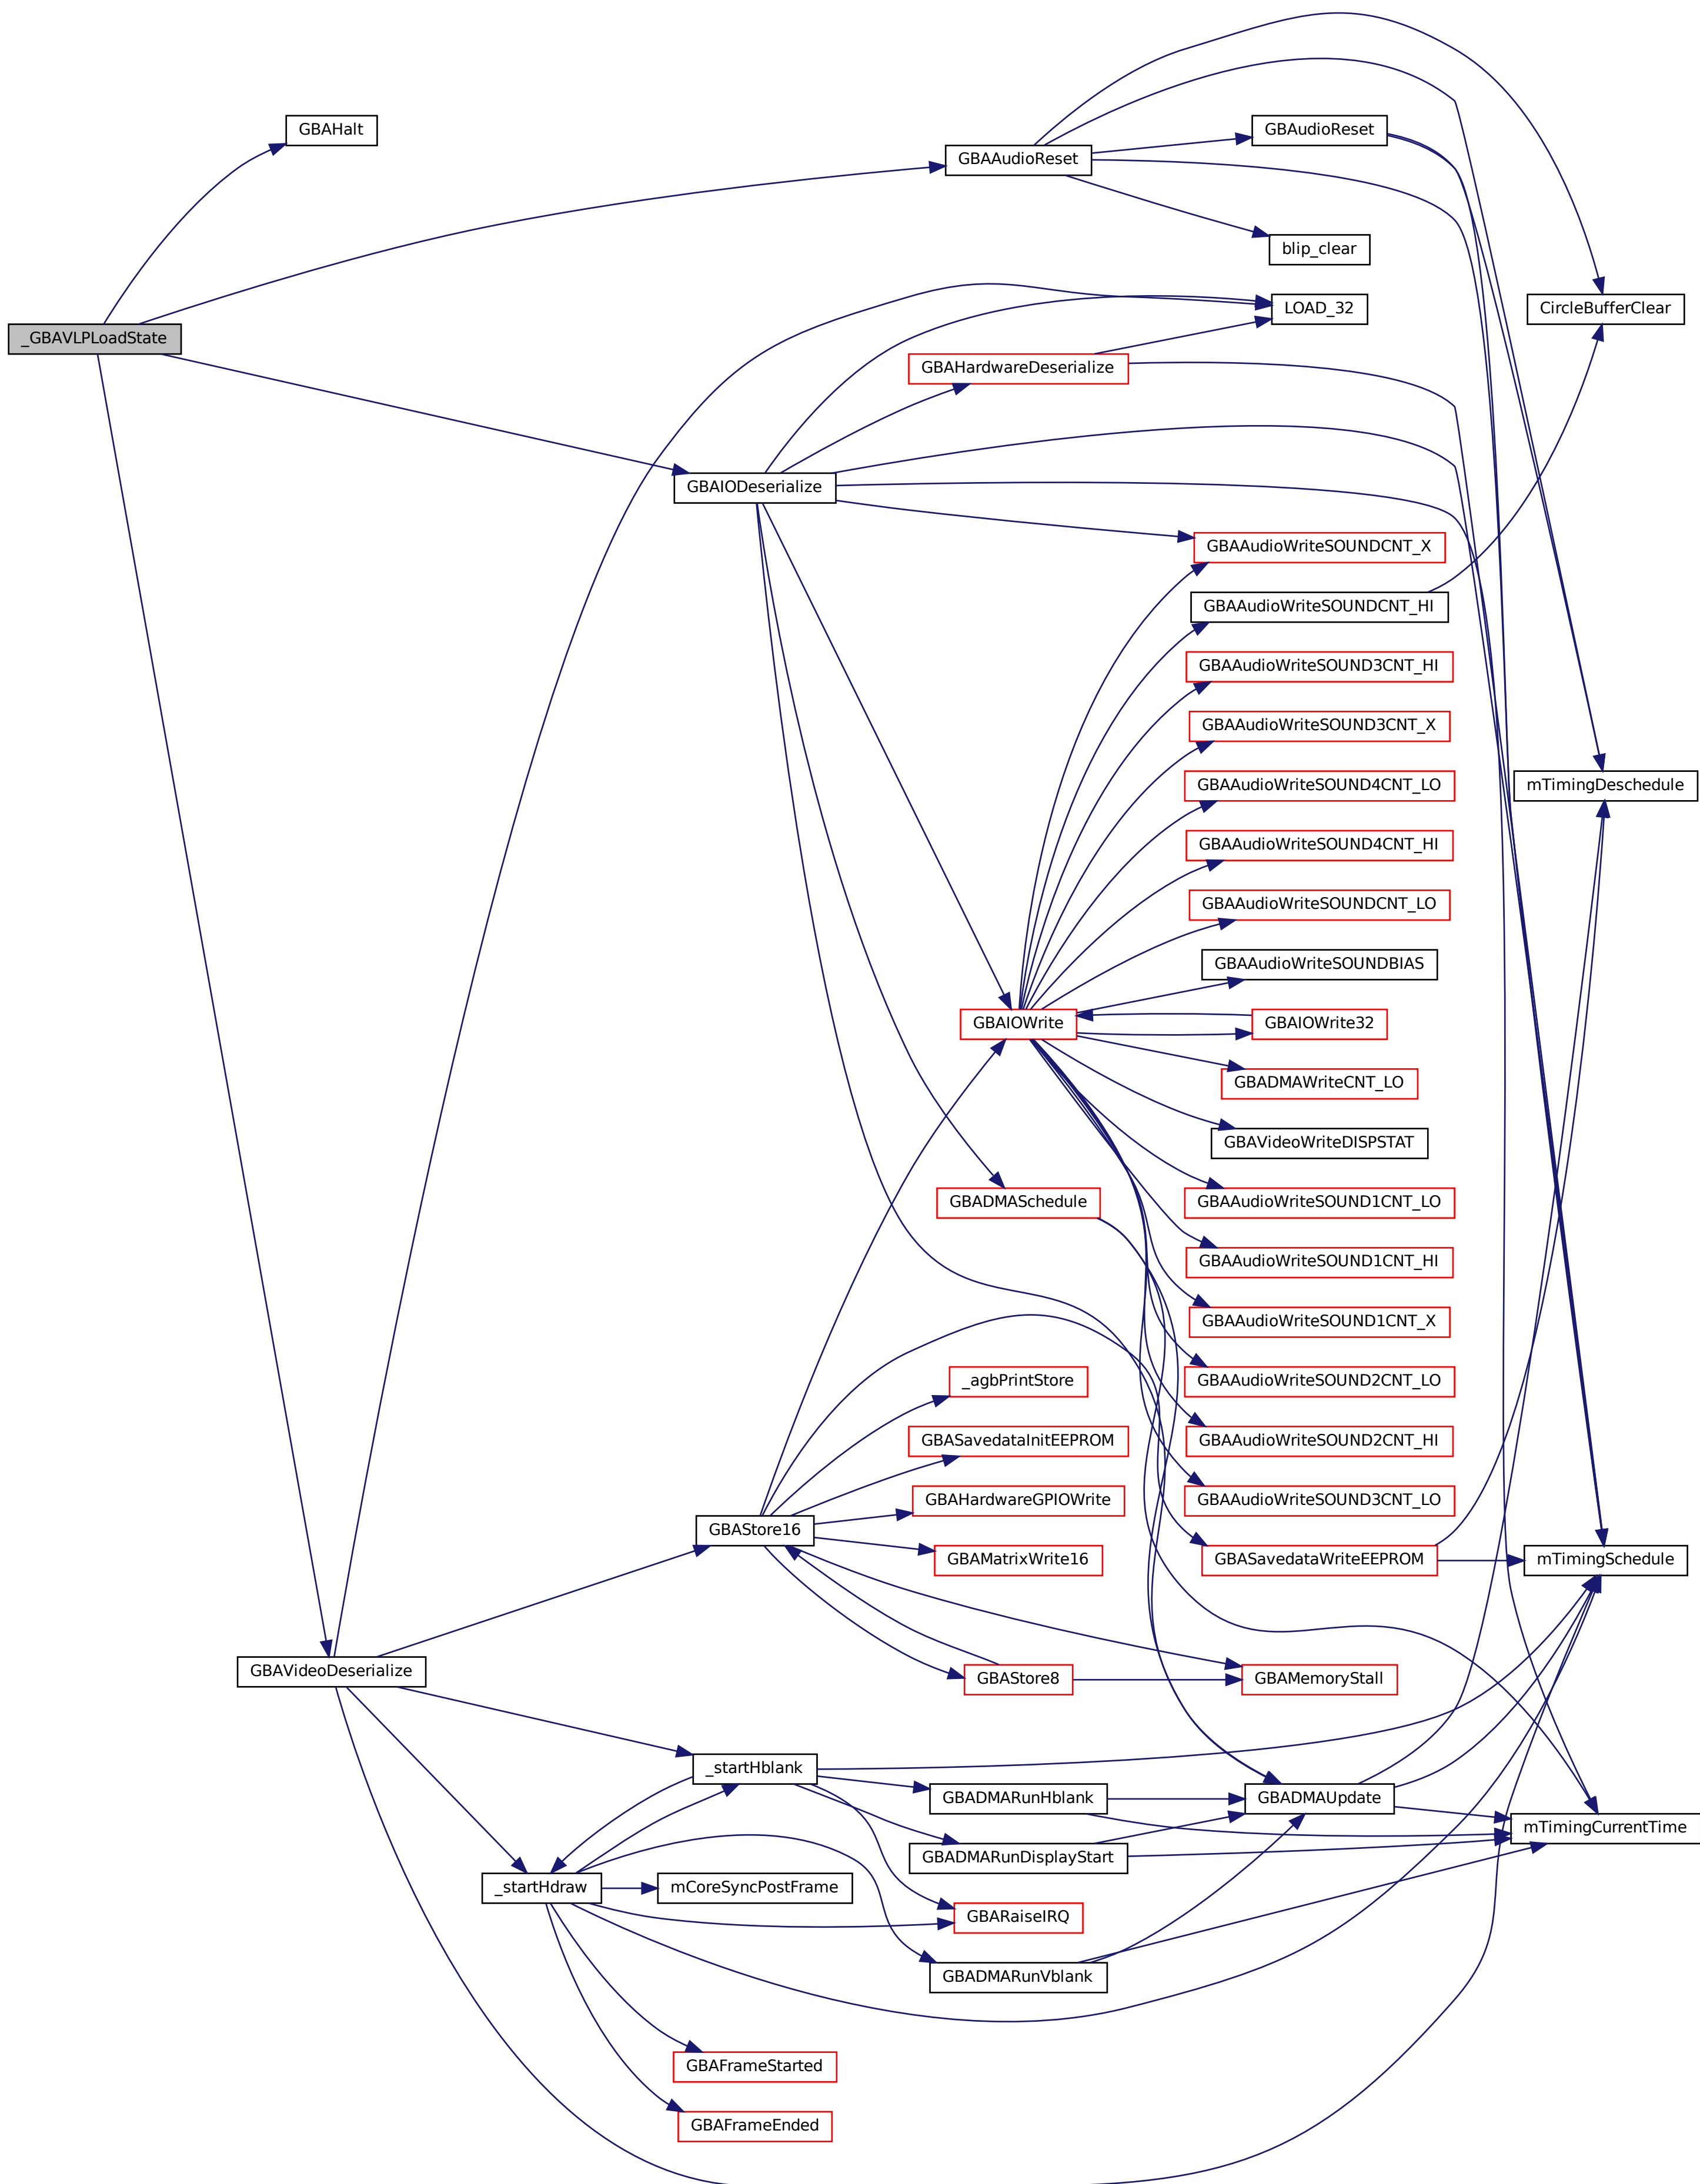 GBAHalt
GBAAudioReset
GBAudioReset
blip_clear
_GBAVLPLoadState
LOAD_32
CircleBufferClear
GBAHardwareDeserialize
GBAIODeserialize
GBAAudioWriteSOUNDCNT_X
GBAAudioWriteSOUNDCNT_HI
GBAAudioWriteSOUND3CNT_HI
GBAAudioWriteSOUND3CNT_X
GBAAudioWriteSOUND4CNT_LO
mTimingDeschedule
GBAAudioWriteSOUND4CNT_HI
GBAAudioWriteSOUNDCNT_LO
GBAAudioWriteSOUNDBIAS
GBAIOWrite
GBAIOWrite32
GBADMAWriteCNT_LO
GBAVideoWriteDISPSTAT
GBADMASchedule
GBAAudioWriteSOUND1CNT_LO
GBAAudioWriteSOUND1CNT_HI
GBAAudioWriteSOUND1CNT_X
_agbPrintStore
GBAAudioWriteSOUND2CNT_LO
GBASavedataInitEEPROM
GBAAudioWriteSOUND2CNT_HI
GBAHardwareGPIOWrite
GBAAudioWriteSOUND3CNT_LO
GBAStore16
GBAMatrixWrite16
GBASavedataWriteEEPROM
mTimingSchedule
GBAVideoDeserialize
GBAStore8
GBAMemoryStall
_startHblank
GBADMARunHblank
GBADMAUpdate
mTimingCurrentTime
GBADMARunDisplayStart
_startHdraw
mCoreSyncPostFrame
GBARaiseIRQ
GBADMARunVblank
GBAFrameStarted
GBAFrameEnded